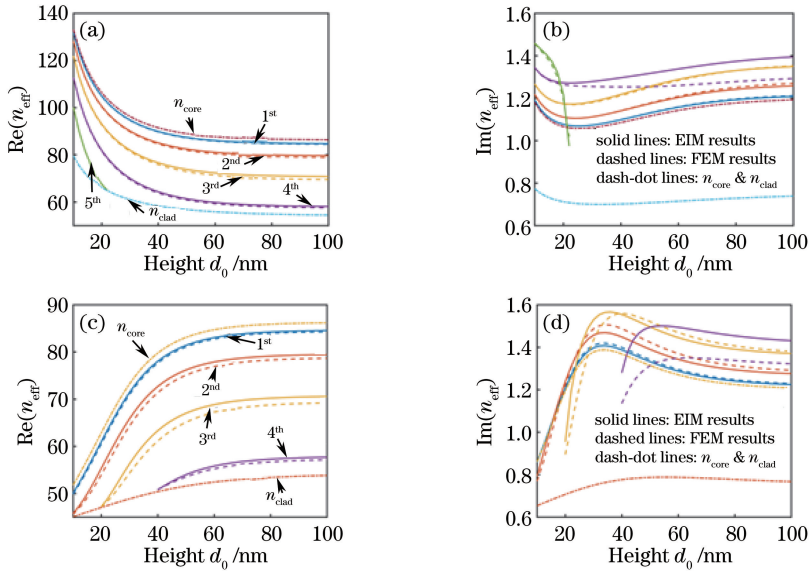 (a)
140
120
100
80
60
20
40
60
80
100
Re(n_eff)
Height d_0 /nm
n_core
1st
2nd
3rd
4th
5th
n_clad
(b)
1.6
1.4
1.2
1.0
0.8
0.6
20
40
60
80
100
Im(n_eff)
Height d_0 /nm
solid lines: EIM results
dashed lines: FEM results
dash-dot lines: n_core & n_clad
(c)
90
80
70
60
50
20
40
60
80
100
Re(n_eff)
Height d_0 /nm
n_core
1st
2nd
3rd
4th
n_clad
(d)
1.6
1.4
1.2
1.0
0.8
0.6
20
40
60
80
100
Im(n_eff)
Height d_0 /nm
solid lines: EIM results
dashed lines: FEM results
dash-dot lines: n_core & n_clad